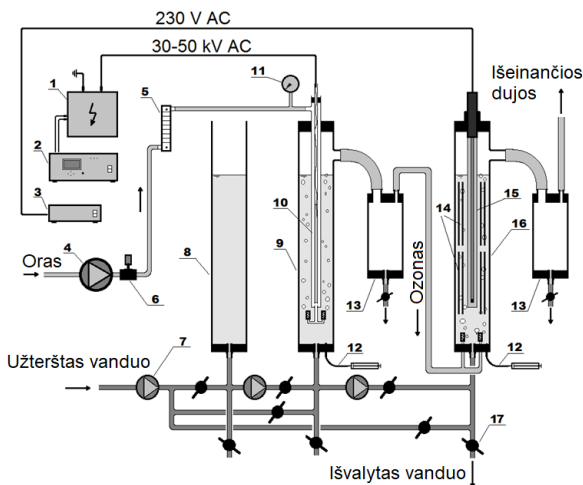 230 V AC
30-50 kV AC
Išeinančios
dujos
1
2
3
4
5
6
7
8
9
10
11
12
13
14
15
16
13
12
17
Oras
Ozonas
Užterštas vanduo
Išvalytas vanduo